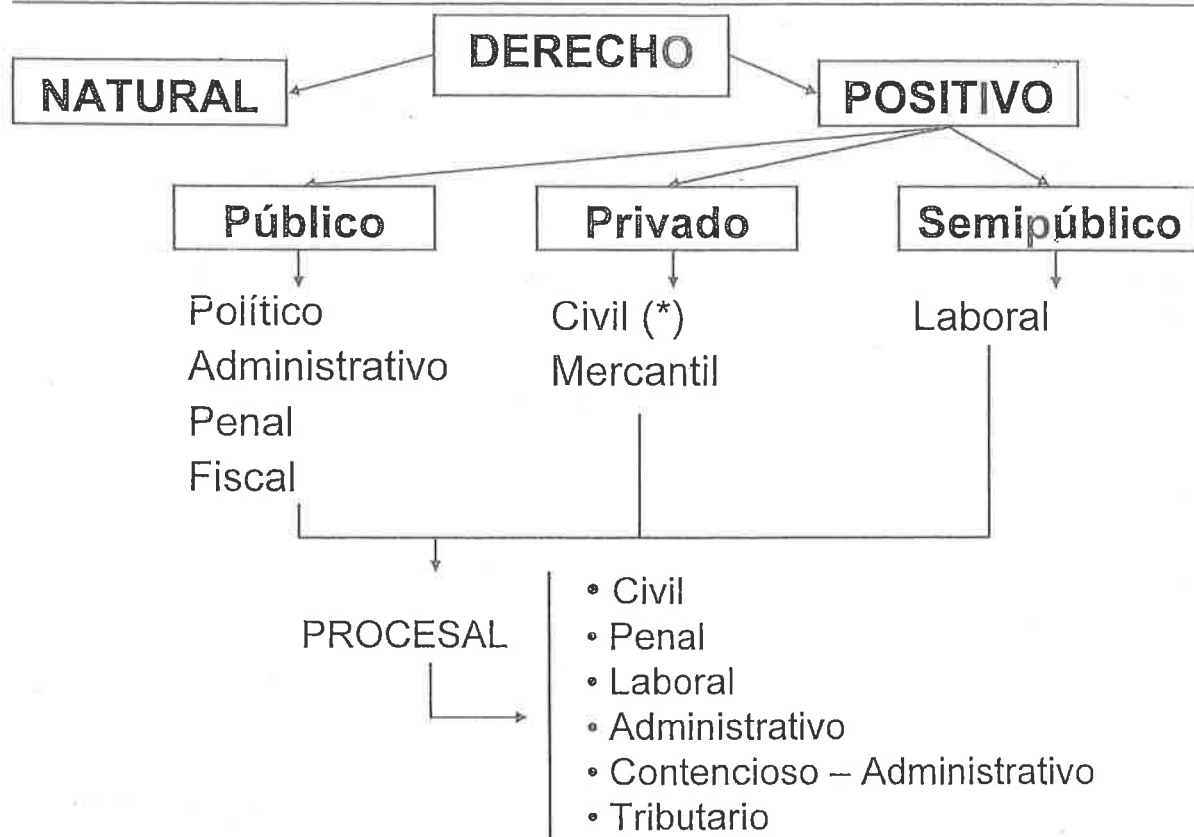 DERECHO
NATURAL
POSITIVO
Público
Privado
Semipúblico
Político
Administrativo
Penal
Fiscal
Civil (*)
Mercantil
Laboral
PROCESAL
• Civil
• Penal
• Laboral
• Administrativo
• Contencioso – Administrativo
• Tributario